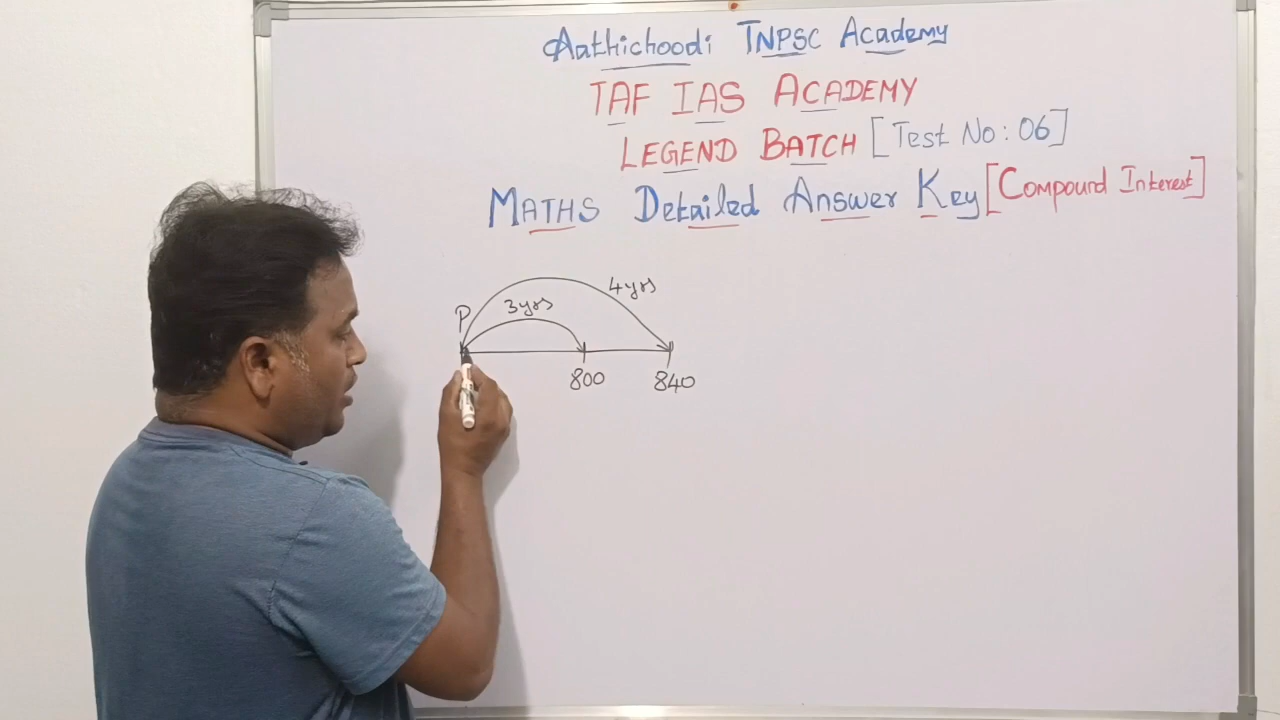 Aathichoodi TNPSC Academy
TAF IAS ACADEMY
LEGEND BATCH [Test No: 06]
MATHS Detailed Answer Key [Compound Interest]
4yrs
3yrs
P
800 840